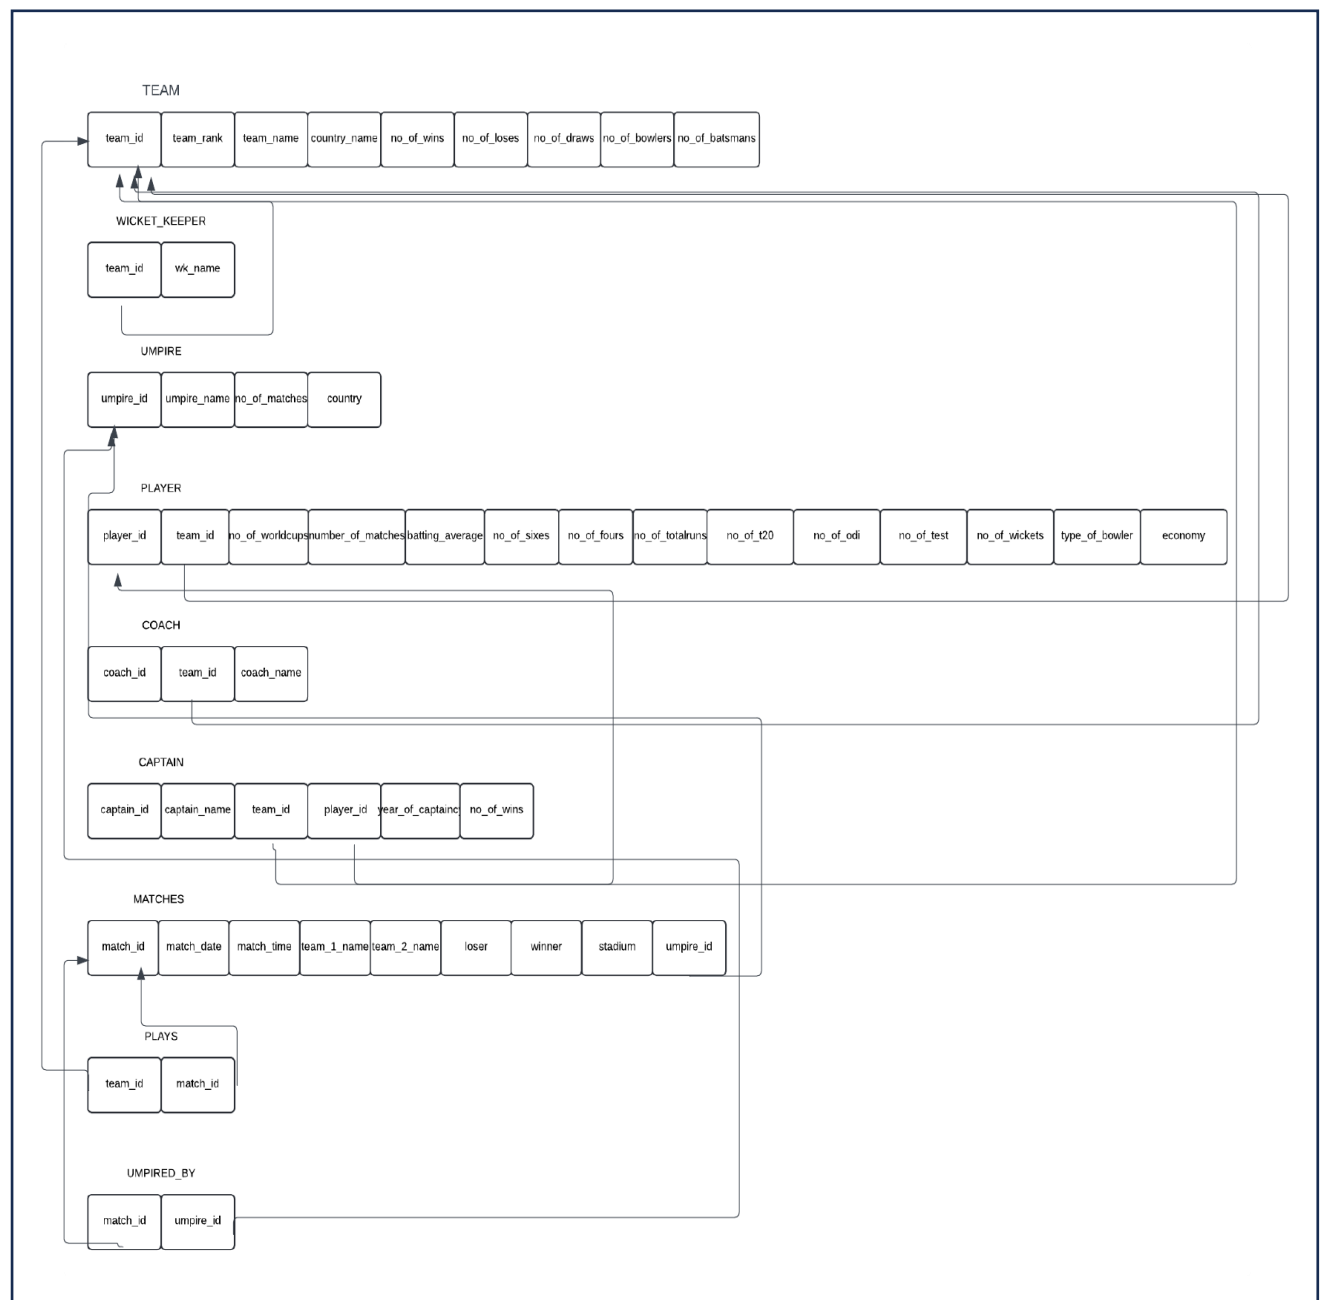 TEAM
team_id team_rank team_name country_name no_of_wins no_of_loses no_of_draws no_of_bowlers no_of_batsmans
WICKET_KEEPER
team_id wk_name
UMPIRE
umpire_id umpire_name no_of_matches country
PLAYER
player_id team_id no_of_worldcups number_of_matches batting_average no_of_sixes no_of_fours no_of_totalruns no_of_t20 no_of_odi no_of_test no_of_wickets type_of_bowler economy
COACH
coach_id team_id coach_name
CAPTAIN
captain_id captain_name team_id player_id year_of_captaincy no_of_wins
MATCHES
match_id match_date match_time team_1_name team_2_name loser winner stadium umpire_id
PLAYS
team_id match_id
UMPIRED_BY
match_id umpire_id